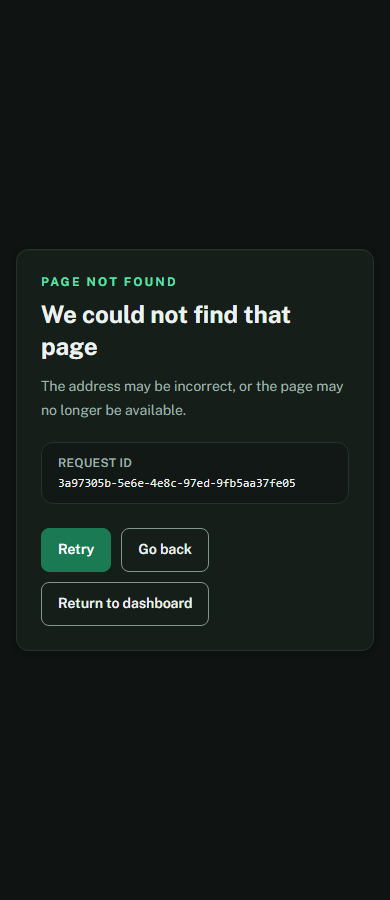 PAGE NOT FOUND
We could not find that
page
The address may be incorrect, or the page may
no longer be available.
REQUEST ID
3a97305b-5e6e-4e8c-97ed-9fb5aa37fe05
Retry
Go back
Return to dashboard